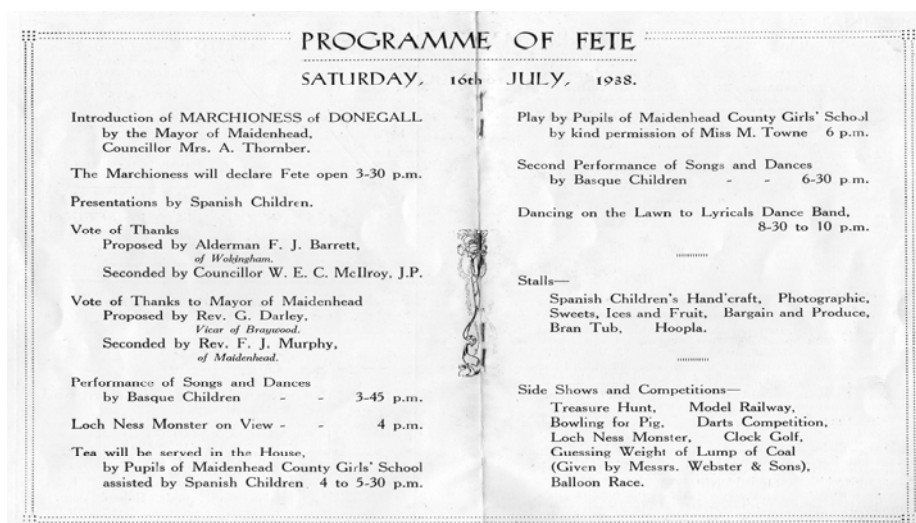 PROGRAMME OF FETE
SATURDAY, 16th JULY, 1938.
Introduction of MARCHIONESS of DONEGALL
by the Mayor of Maidenhead,
Councillor Mrs. A. Thornber.
The Marchioness will declare Fete open 3-30 p.m.
Presentations by Spanish Children.
Vote of Thanks
Proposed by Alderman F. J. Barrett,
of Wokingham.
Seconded by Councillor W. E. C. McIlroy, J.P.
Vote of Thanks to Mayor of Maidenhead
Proposed by Rev. G. Darley,
Vicar of Braywood.
Seconded by Rev. F. J. Murphy,
of Maidenhead.
Performance of Songs and Dances
by Basque Children - - 3-45 p.m.
Loch Ness Monster on View - - 4 p.m.
Tea will be served in the House,
by Pupils of Maidenhead County Girls' School
assisted by Spanish Children 4 to 5-30 p.m.
Play by Pupils of Maidenhead County Girls' School
by kind permission of Miss M. Towne 6 p.m.
Second Performance of Songs and Dances
by Basque Children - - 6-30 p.m.
Dancing on the Lawn to Lyricals Dance Band,
8-30 to 10 p.m.
Stalls—
Spanish Children's Hand'craft, Photographic,
Sweets, Ices and Fruit, Bargain and Produce,
Bran Tub, Hoopla.
Side Shows and Competitions—
Treasure Hunt, Model Railway,
Bowling for Pig, Darts Competition,
Loch Ness Monster, Clock Golf,
Guessing Weight of Lump of Coal
(Given by Messrs. Webster & Sons),
Balloon Race.